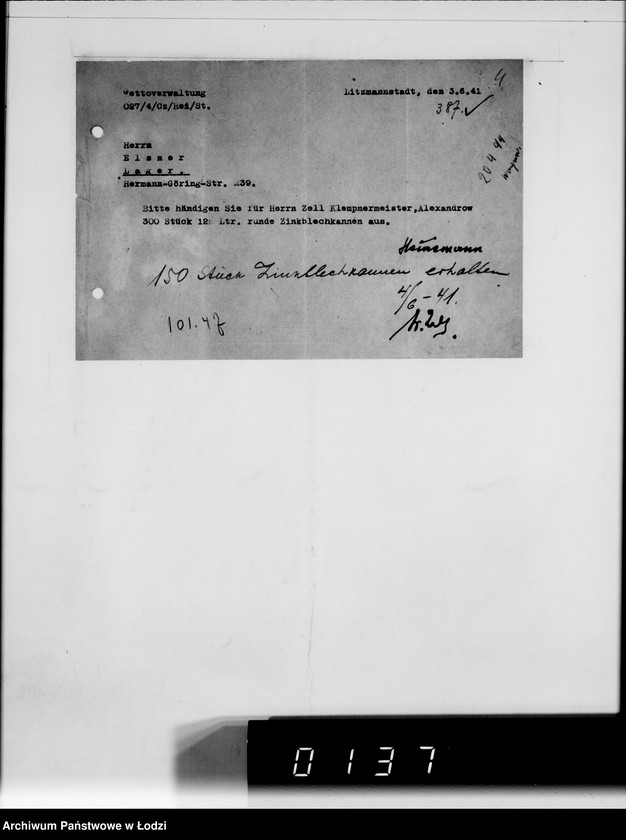 Gettoverwaltung
027/4/Cz/Hei/St.
Litzmannstadt, den 3.6.41
4
387.✓
Herrn
Elsner
Lager.
Hermann-Göring-Str. 39.
Bitte händigen Sie für Herrn Zell Klempnermeister,Alexandrow
300 Stück 12 Ltr. runde Zinkblechkannen aus.
150 Stück Zinkblechkannen erhalten
4/6-41.
101.47
0137
Archiwum Państwowe w Łodzi